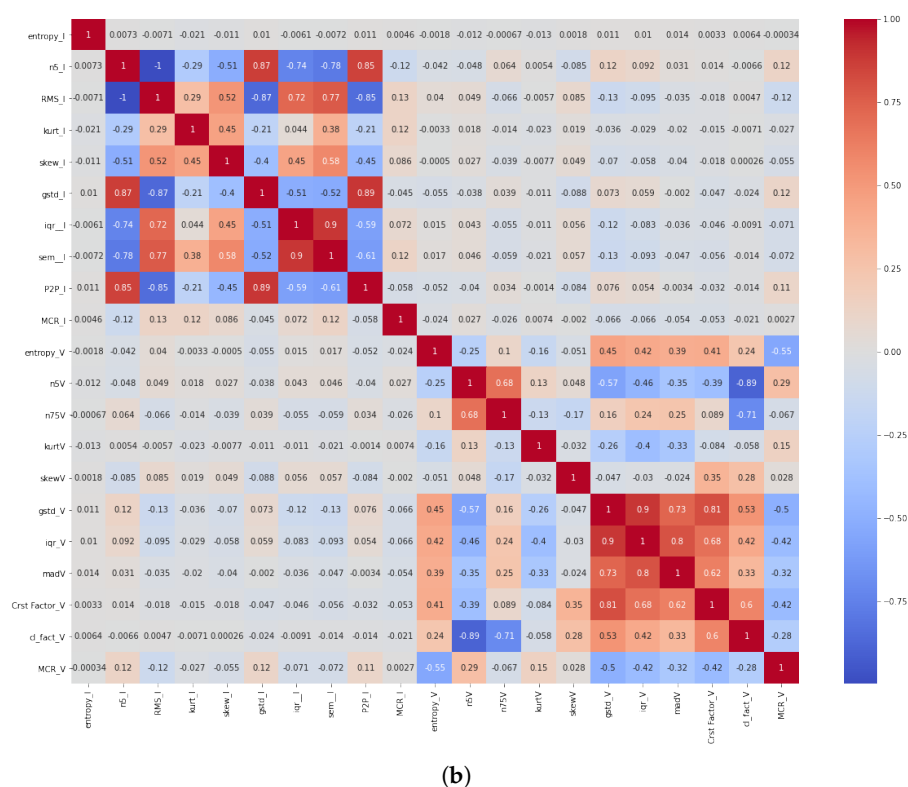 entropy_I 1 0.0073 -0.0071 -0.021 -0.011 0.01 -0.0061 -0.0072 0.011 0.0046 -0.0018 -0.012 -0.00067 -0.013 0.0018 0.011 0.01 0.014 0.0033 0.0064 -0.00034
n5_I 0.0073 1 -1 -0.29 -0.51 0.87 -0.74 -0.78 0.85 -0.12 -0.042 -0.048 0.064 0.0054 -0.085 0.12 0.092 0.031 0.014 -0.0066 0.12
RMS_I -0.0071 -1 1 0.29 0.52 -0.87 0.72 0.77 -0.85 0.13 0.04 0.049 -0.066 -0.0057 0.085 -0.13 -0.095 -0.035 -0.018 0.0047 -0.12
kurt_I -0.021 -0.29 0.29 1 0.45 -0.21 0.044 0.38 -0.21 0.12 -0.0033 0.018 -0.014 -0.023 0.019 -0.036 -0.029 -0.02 -0.015 -0.0071 -0.027
skew_I -0.011 -0.51 0.52 0.45 1 -0.4 0.45 0.58 -0.45 0.086 -0.0005 0.027 -0.039 -0.0077 0.049 -0.07 -0.058 -0.04 -0.018 0.00026 -0.055
gstd_I 0.01 0.87 -0.87 -0.21 -0.4 1 -0.51 -0.52 0.89 -0.045 -0.055 -0.038 0.039 -0.011 -0.088 0.073 0.059 -0.002 -0.047 -0.024 0.12
iqr__I -0.0061 -0.74 0.72 0.044 0.45 -0.51 1 0.9 -0.59 0.072 0.015 0.043 -0.055 -0.011 0.056 -0.12 -0.083 -0.036 -0.046 -0.0091 -0.071
sem__I -0.0072 -0.78 0.77 0.38 0.58 -0.52 0.9 1 -0.61 0.12 0.017 0.046 -0.059 -0.021 0.057 -0.13 -0.093 -0.047 -0.056 -0.014 -0.072
P2P_I 0.011 0.85 -0.85 -0.21 -0.45 0.89 -0.59 -0.61 1 -0.058 -0.052 -0.04 0.034 -0.0014 -0.084 0.076 0.054 -0.0034 -0.032 -0.014 0.11
MCR_I 0.0046 -0.12 0.13 0.12 0.086 -0.045 0.072 0.12 -0.058 1 -0.024 0.027 -0.026 0.0074 -0.002 -0.066 -0.066 -0.054 -0.053 -0.021 0.0027
entropy_V -0.0018 -0.042 0.04 -0.0033 -0.0005 -0.055 0.015 0.017 -0.052 -0.024 1 -0.25 0.1 -0.16 -0.051 0.45 0.42 0.39 0.41 0.24 -0.55
n5V -0.012 -0.048 0.049 0.018 0.027 -0.038 0.043 0.046 -0.04 0.027 -0.25 1 0.68 0.13 0.048 -0.57 -0.46 -0.35 -0.39 -0.89 0.29
n75V -0.00067 0.064 -0.066 -0.014 -0.039 0.039 -0.055 -0.059 0.034 -0.026 0.1 0.68 1 -0.13 -0.17 0.16 0.24 0.25 0.089 -0.71 -0.067
kurtV -0.013 0.0054 -0.0057 -0.023 -0.0077 -0.011 -0.011 -0.021 -0.0014 0.0074 -0.16 0.13 -0.13 1 -0.032 -0.26 -0.4 -0.33 -0.084 -0.058 0.15
skewV 0.0018 -0.085 0.085 0.019 0.049 -0.088 0.056 0.057 -0.084 -0.002 -0.051 0.048 -0.17 -0.032 1 -0.047 -0.03 -0.024 0.35 0.28 0.028
gstd_V 0.011 0.12 -0.13 -0.036 -0.07 0.073 -0.12 -0.13 0.076 -0.066 0.45 -0.57 0.16 -0.26 -0.047 1 0.9 0.73 0.81 0.53 -0.5
iqr_V 0.01 0.092 -0.095 -0.029 -0.058 0.059 -0.083 -0.093 0.054 -0.066 0.42 -0.46 0.24 -0.4 -0.03 0.9 1 0.8 0.68 0.42 -0.42
madV 0.014 0.031 -0.035 -0.02 -0.04 -0.002 -0.036 -0.047 -0.0034 -0.054 0.39 -0.35 0.25 -0.33 -0.024 0.73 0.8 1 0.62 0.33 -0.32
Crst Factor_V 0.0033 0.014 -0.018 -0.015 -0.018 -0.047 -0.046 -0.056 -0.032 -0.053 0.41 -0.39 0.089 -0.084 0.35 0.81 0.68 0.62 1 0.6 -0.42
cl_fact_V 0.0064 -0.0066 0.0047 -0.0071 0.00026 -0.024 -0.0091 -0.014 -0.014 -0.021 0.24 -0.89 -0.71 -0.058 0.28 0.53 0.42 0.33 0.6 1 -0.28
MCR_V -0.00034 0.12 -0.12 -0.027 -0.055 0.12 -0.071 -0.072 0.11 0.0027 -0.55 0.29 -0.067 0.15 0.028 -0.5 -0.42 -0.32 -0.42 -0.28 1
entropy_I n5_I RMS_I kurt_I skew_I gstd_I iqr__I sem__I P2P_I MCR_I entropy_V n5V n75V kurtV skewV gstd_V iqr_V madV Crst Factor_V cl_fact_V MCR_V
1.00
0.75
0.50
0.25
0.00
−0.25
−0.50
−0.75
(b)